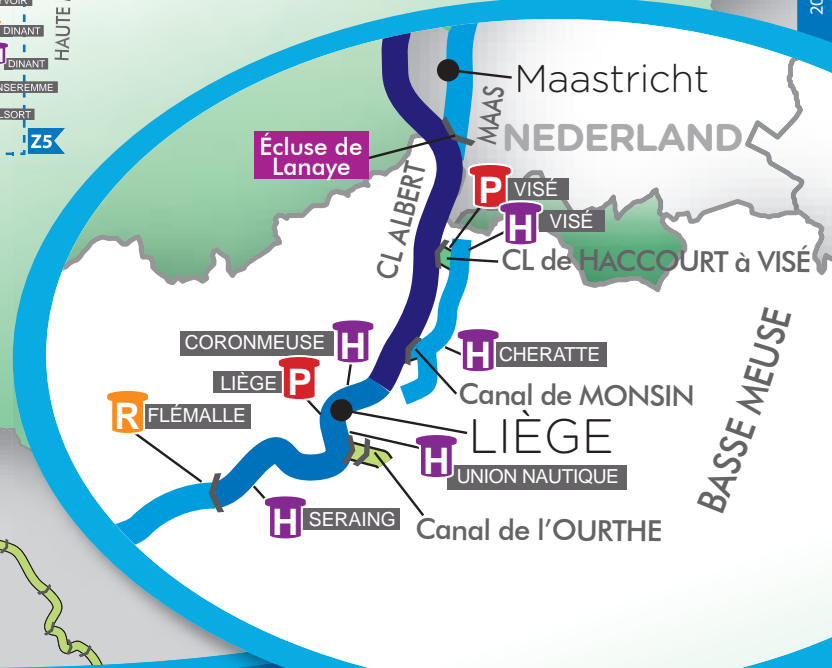 DINANT
H DINANT
HAUTE
Z5
20
Maastricht
MAAS
NEDERLAND
Écluse de
Lanaye
CL ALBERT
P VISÉ
H VISÉ
CL de HACCOURT à VISÉ
CORONMEUSE H
LIÈGE P
H CHERATTE
Canal de MONSIN
R FLÉMALLE
LIÈGE
H UNION NAUTIQUE
H SERAING
Canal de l'OURTHE
BASSE MEUSE